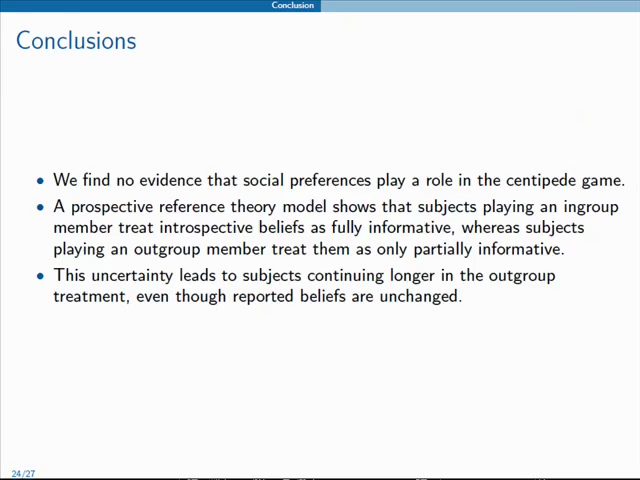 Conclusion
Conclusions
• We find no evidence that social preferences play a role in the centipede game.
• A prospective reference theory model shows that subjects playing an ingroup
member treat introspective beliefs as fully informative, whereas subjects
playing an outgroup member treat them as only partially informative.
• This uncertainty leads to subjects continuing longer in the outgroup
treatment, even though reported beliefs are unchanged.
24/27